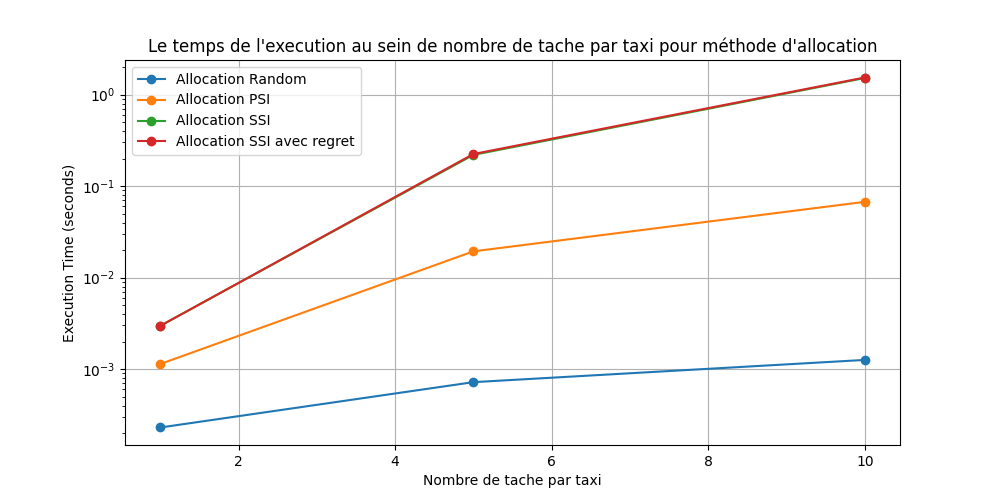 Le temps de l'execution au sein de nombre de tache par taxi pour méthode d'allocation
Allocation Random
Allocation PSI
Allocation SSI
Allocation SSI avec regret
Execution Time (seconds)
10⁰
10⁻¹
10⁻²
10⁻³
2 4 6 8 10
Nombre de tache par taxi